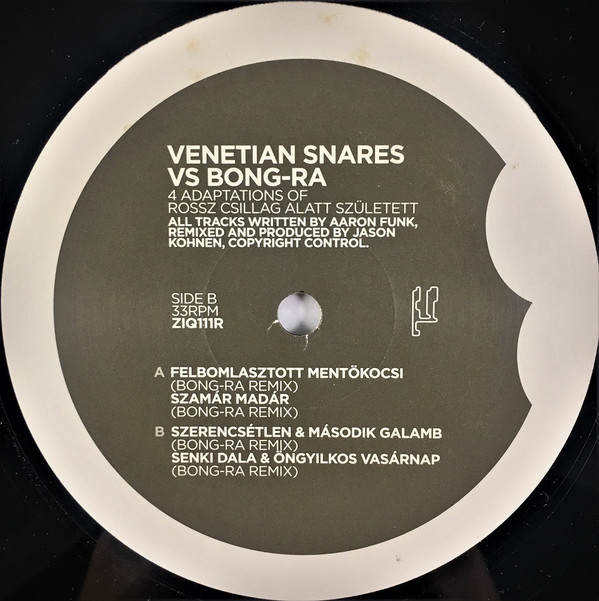 VENETIAN SNARES
VS BONG-RA
4 ADAPTATIONS OF
ROSSZ CSILLAG ALATT SZÜLETETT
ALL TRACKS WRITTEN BY AARON FUNK,
REMIXED AND PRODUCED BY JASON
KOHNEN, COPYRIGHT CONTROL.
SIDE B
33RPM
ZIQ111R
A FELBOMLASZTOTT MENTÖKOCSI
(BONG-RA REMIX)
SZAMÁR MADÁR
(BONG-RA REMIX)
B SZERENCSÉTLEN & MÁSODIK GALAMB
(BONG-RA REMIX)
SENKI DALA & ÖNGYILKOS VASÁRNAP
(BONG-RA REMIX)